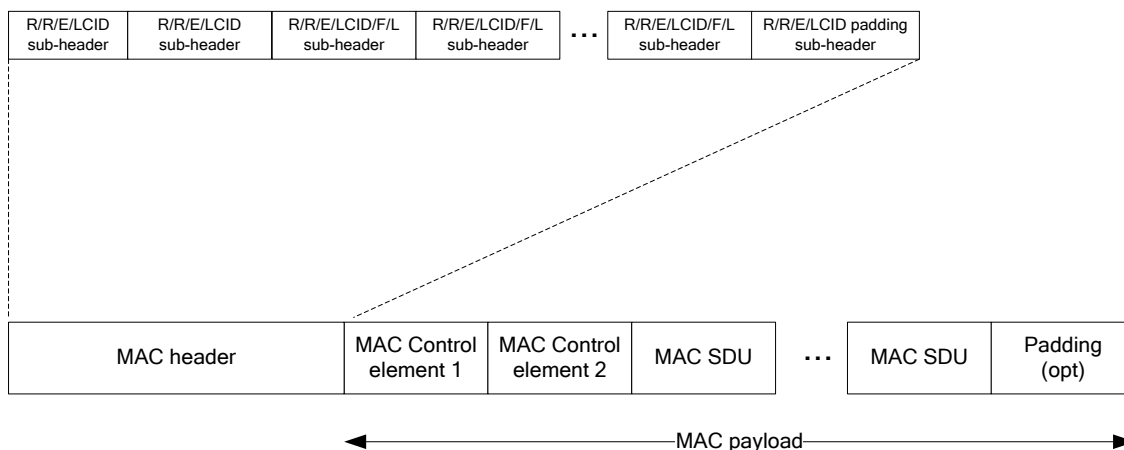 R/R/E/LCID
sub-header
R/R/E/LCID
sub-header
R/R/E/LCID/F/L
sub-header
R/R/E/LCID/F/L
sub-header
...
R/R/E/LCID/F/L
sub-header
R/R/E/LCID padding
sub-header
MAC header
MAC Control
element 1
MAC Control
element 2
MAC SDU
...
MAC SDU
Padding
(opt)
MAC payload